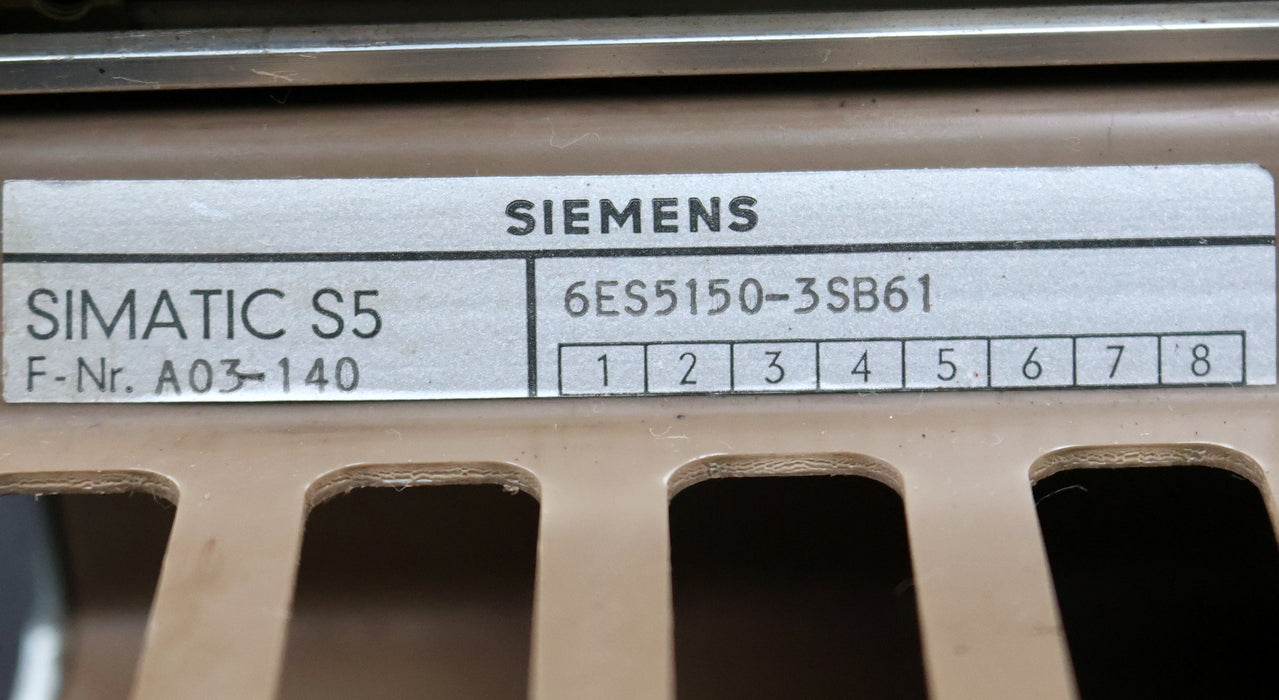 SIEMENS
SIMATIC S5
F-Nr. A03-140
6ES5150-3SB61
1 2 3 4 5 6 7 8